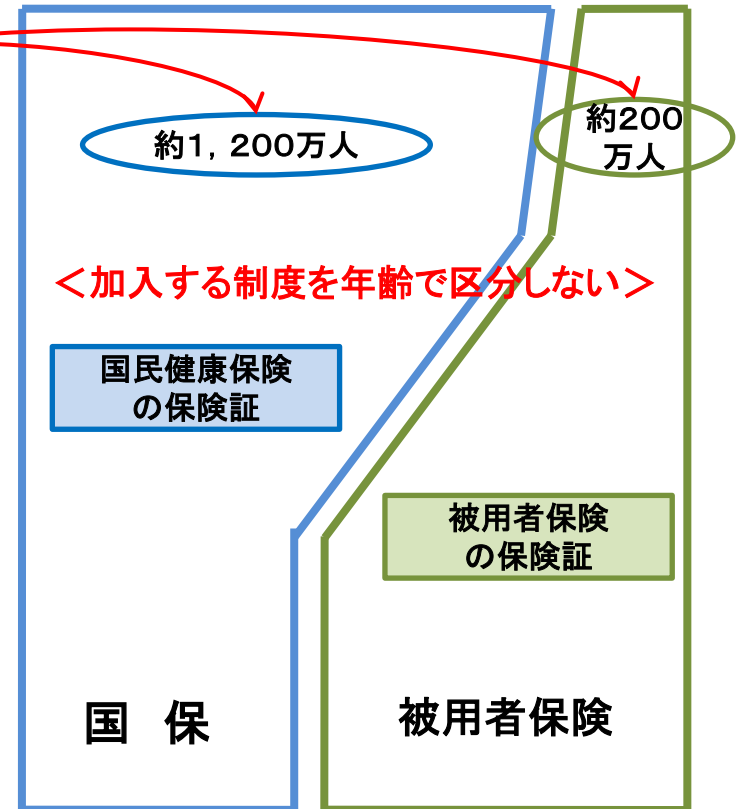 約1，200万人
約200
万人
＜加入する制度を年齢で区分しない＞
国民健康保険
の保険証
被用者保険
の保険証
国　保
被用者保険